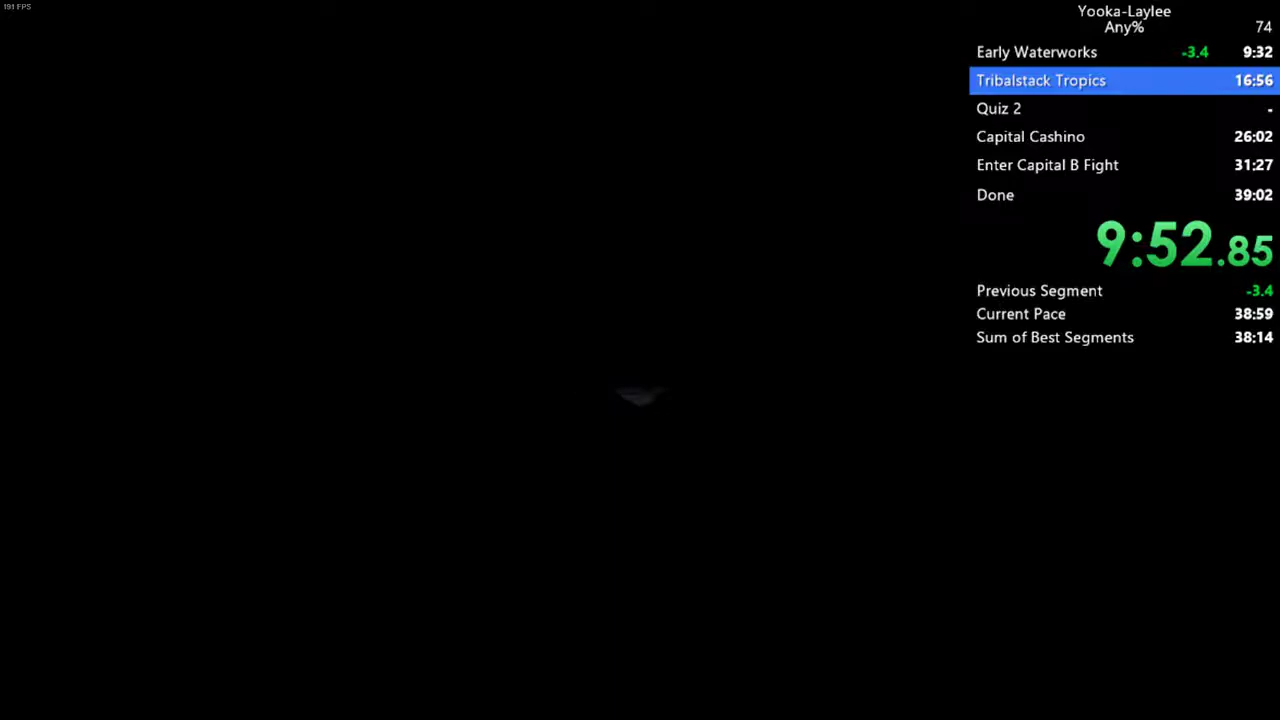 191 FPS
Yooka-Laylee
Any% 74
Early Waterworks -3.4 9:32
Tribalstack Tropics 16:56
Quiz 2 -
Capital Cashino 26:02
Enter Capital B Fight 31:27
Done 39:02
9:52.85
Previous Segment -3.4
Current Pace 38:59
Sum of Best Segments 38:14